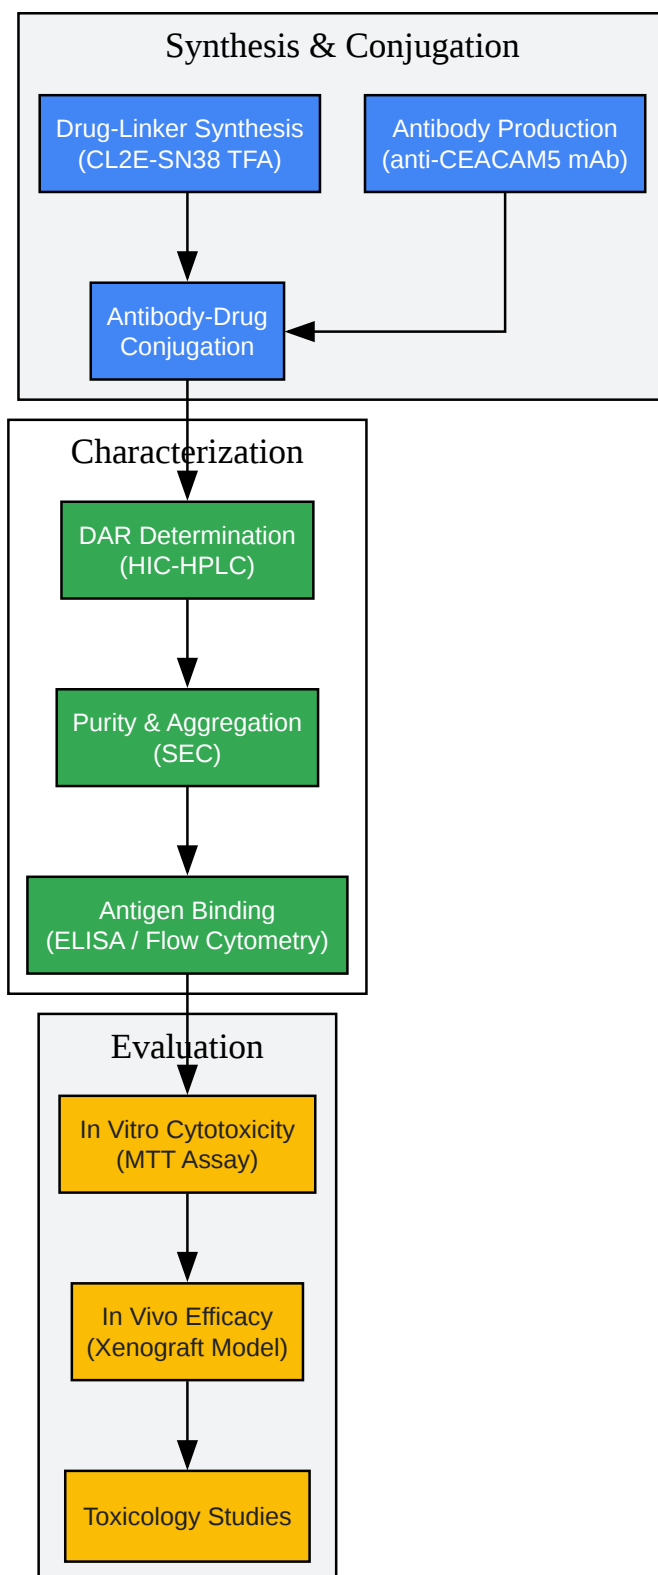 Synthesis & Conjugation
Drug-Linker Synthesis
(CL2E-SN38 TFA)
Antibody Production
(anti-CEACAM5 mAb)
Antibody-Drug
Conjugation
Characterization
DAR Determination
(HIC-HPLC)
Purity & Aggregation
(SEC)
Antigen Binding
(ELISA / Flow Cytometry)
Evaluation
In Vitro Cytotoxicity
(MTT Assay)
In Vivo Efficacy
(Xenograft Model)
Toxicology Studies